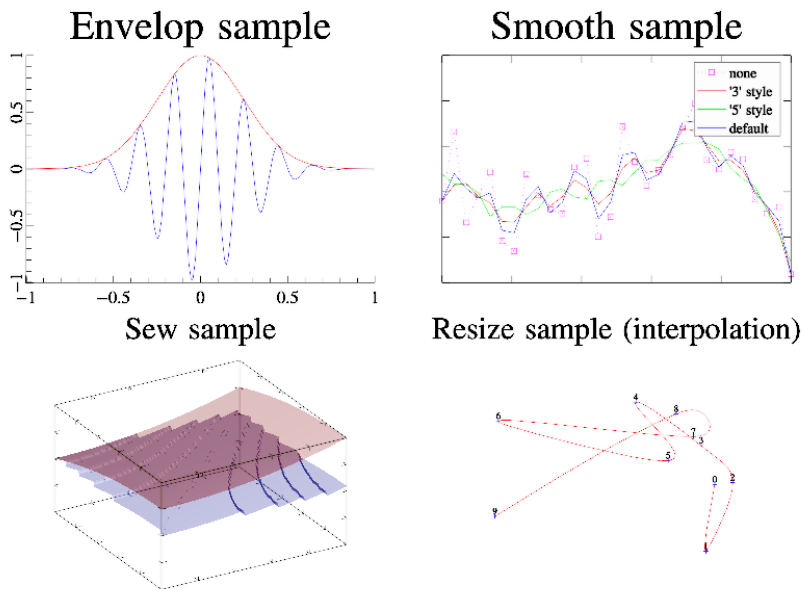 Envelop sample
Smooth sample
1
0.5
0
−0.5
−1
−1
−0.5
0
0.5
1
none
'3' style
'5' style
default
Sew sample
Resize sample (interpolation)
4
8
6
7
3
5
0
2
9
1